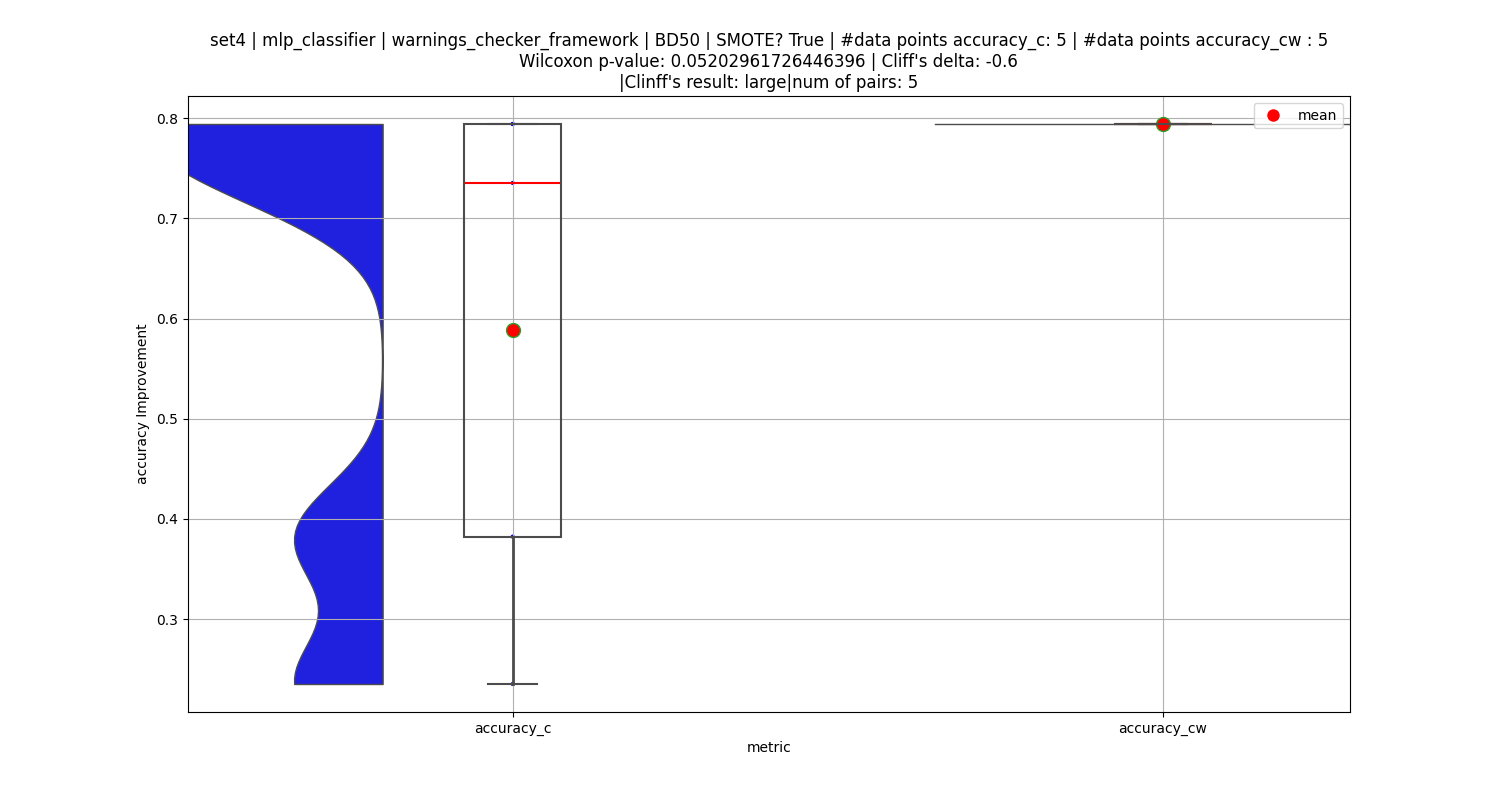 set4 | mlp_classifier | warnings_checker_framework | BD50 | SMOTE? True | #data points accuracy_c: 5 | #data points accuracy_cw : 5
Wilcoxon p-value: 0.05202961726446396 | Cliff's delta: -0.6
|Clinff's result: large|num of pairs: 5
mean
0.8
0.7
0.6
0.5
0.4
0.3
accuracy Improvement
accuracy_c
accuracy_cw
metric